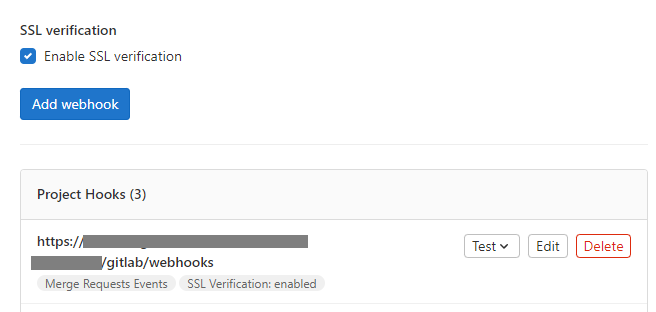 SSL verification
Enable SSL verification
Add webhook
Project Hooks (3)
https://
/gitlab/webhooks
Test
Edit
Delete
Merge Requests Events
SSL Verification: enabled